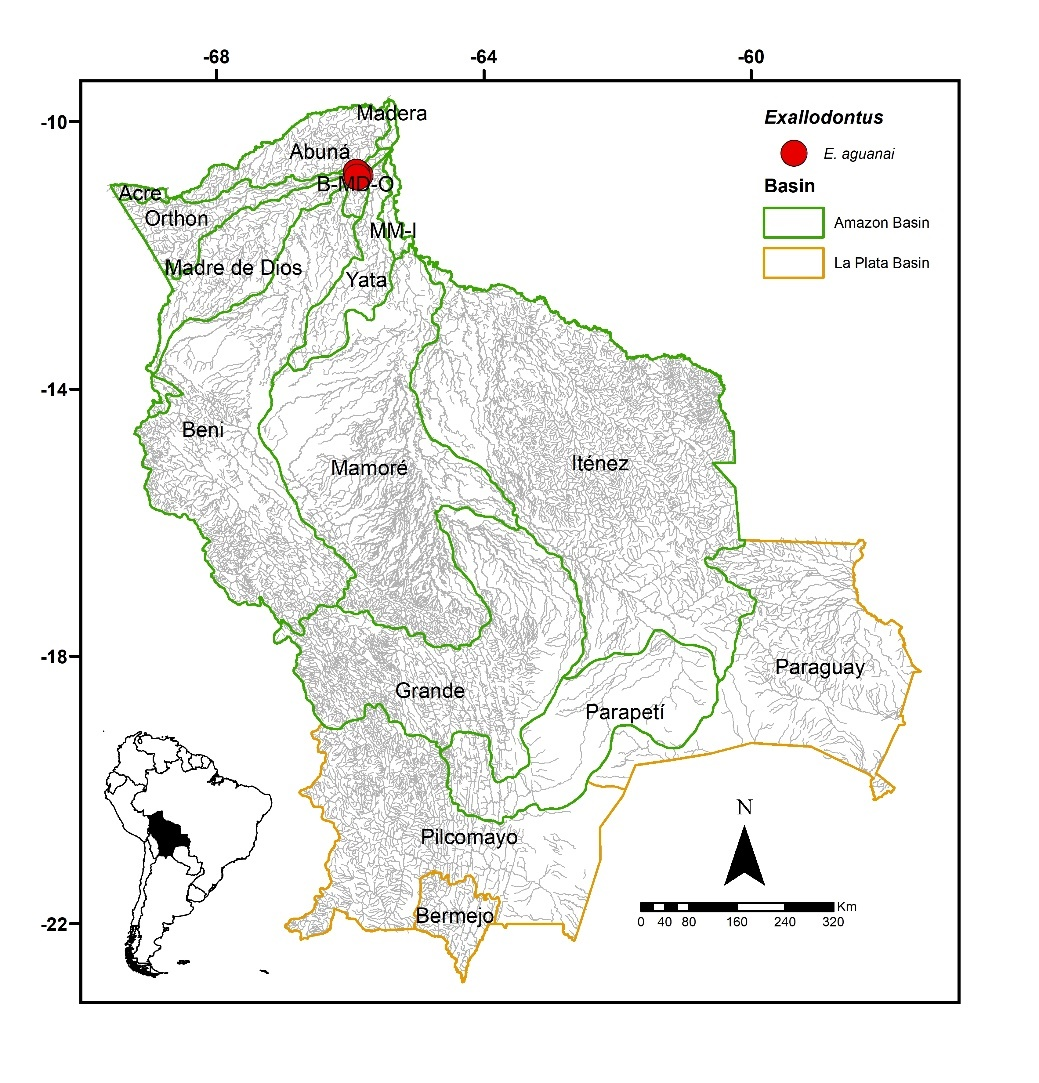 -68
-64
-60
-10
-14
-18
-22
Exallodontus
E. aguanai
Basin
Amazon Basin
La Plata Basin
Madera
Abuná
B-MD-O
Acre
Orthon
MM-I
Madre de Dios
Yata
Beni
Mamoré
Iténez
Grande
Paraguay
Parapetí
Pilcomayo
Bermejo
N
Km
0 40 80 160 240 320